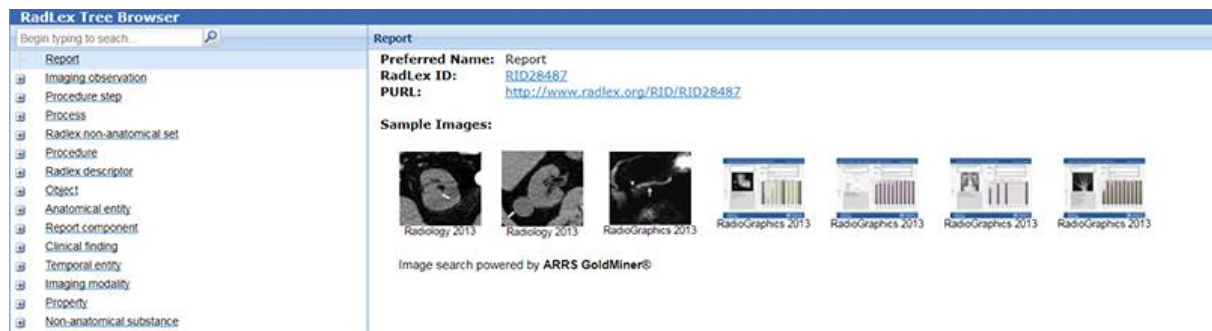 RadLex Tree Browser
Begin typing to seach...
Report
Imaging observation
Procedure step
Process
Radlex non-anatomical set
Procedure
Radlex descriptor
Object
Anatomical entity
Report component
Clinical finding
Temporal entity
Imaging modality
Property
Non-anatomical substance
Report
Preferred Name: Report
RadLex ID: RID28487
PURL: http://www.radlex.org/RID/RID28487
Sample Images:
Radiology 2013 Radiology 2013 RadioGraphics 2013 RadioGraphics 2013 RadioGraphics 2013 RadioGraphics 2013 RadioGraphics 2013
Image search powered by ARRS GoldMiner®